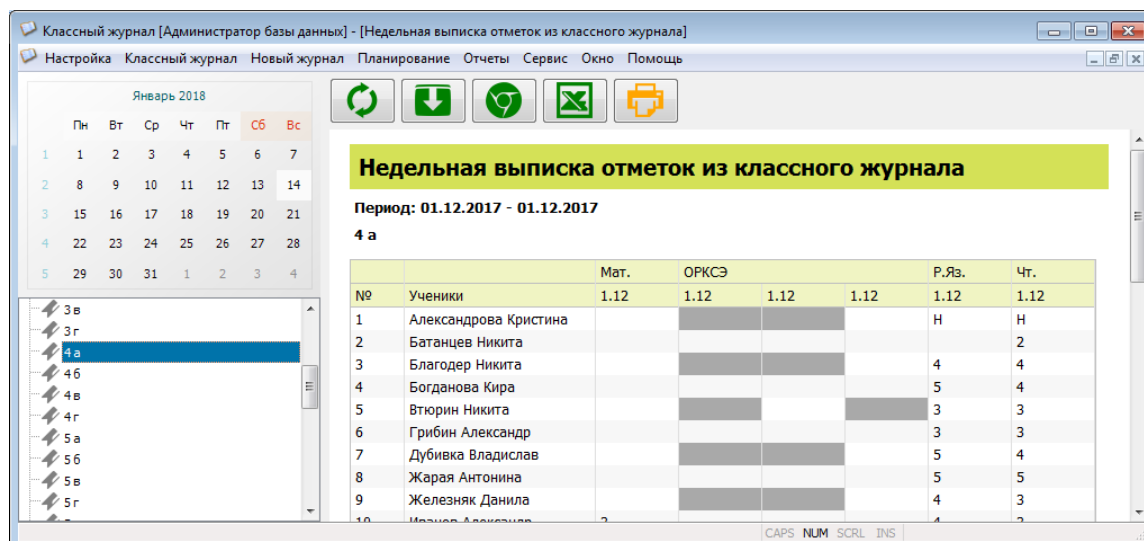 Классный журнал [Администратор базы данных] - [Недельная выписка отметок из классного журнала]
Настройка Классный журнал Новый журнал Планирование Отчеты Сервис Окно Помощь
Январь 2018
Пн Вт Ср Чт Пт Сб Вс
1 1 2 3 4 5 6 7
2 8 9 10 11 12 13 14
3 15 16 17 18 19 20 21
4 22 23 24 25 26 27 28
5 29 30 31 1 2 3 4
3 в
3 г
4 а
4 б
4 в
4 г
5 а
5 б
5 в
5 г
Недельная выписка отметок из классного журнала
Период: 01.12.2017 - 01.12.2017
4 а
Мат. ОРКСЭ Р.Яз. Чт.
№ Ученики 1.12 1.12 1.12 1.12 1.12 1.12
1 Александрова Кристина Н Н
2 Батанцев Никита 2
3 Благодер Никита 4 4
4 Богданова Кира 5 4
5 Втюрин Никита 3 3
6 Грибин Александр 3 3
7 Дубивка Владислав 5 4
8 Жарая Антонина 5 5
9 Железняк Данила 4 3
10 Иванов Александр
CAPS NUM SCRL INS